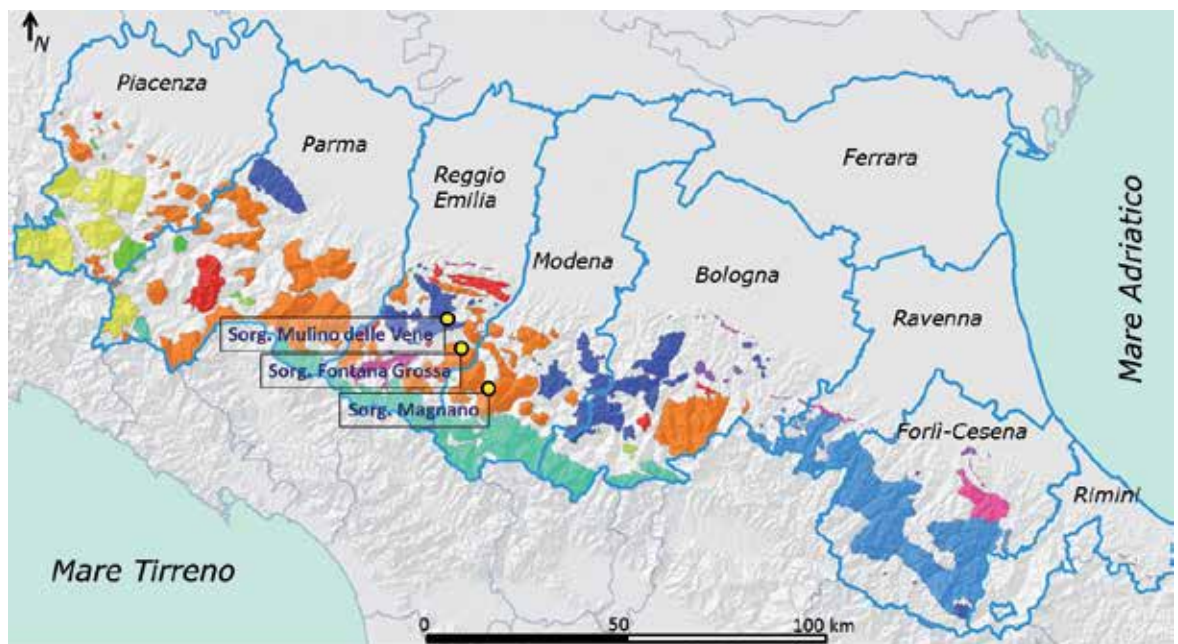 N
Piacenza
Parma
Reggio
Emilia
Modena
Bologna
Ferrara
Ravenna
Forlì-Cesena
Rimini
Mare Adriatico
Sorg. Mulino delle Vene
Sorg. Fontana Grossa
Sorg. Magnano
Mare Tirreno
0
50
100 km